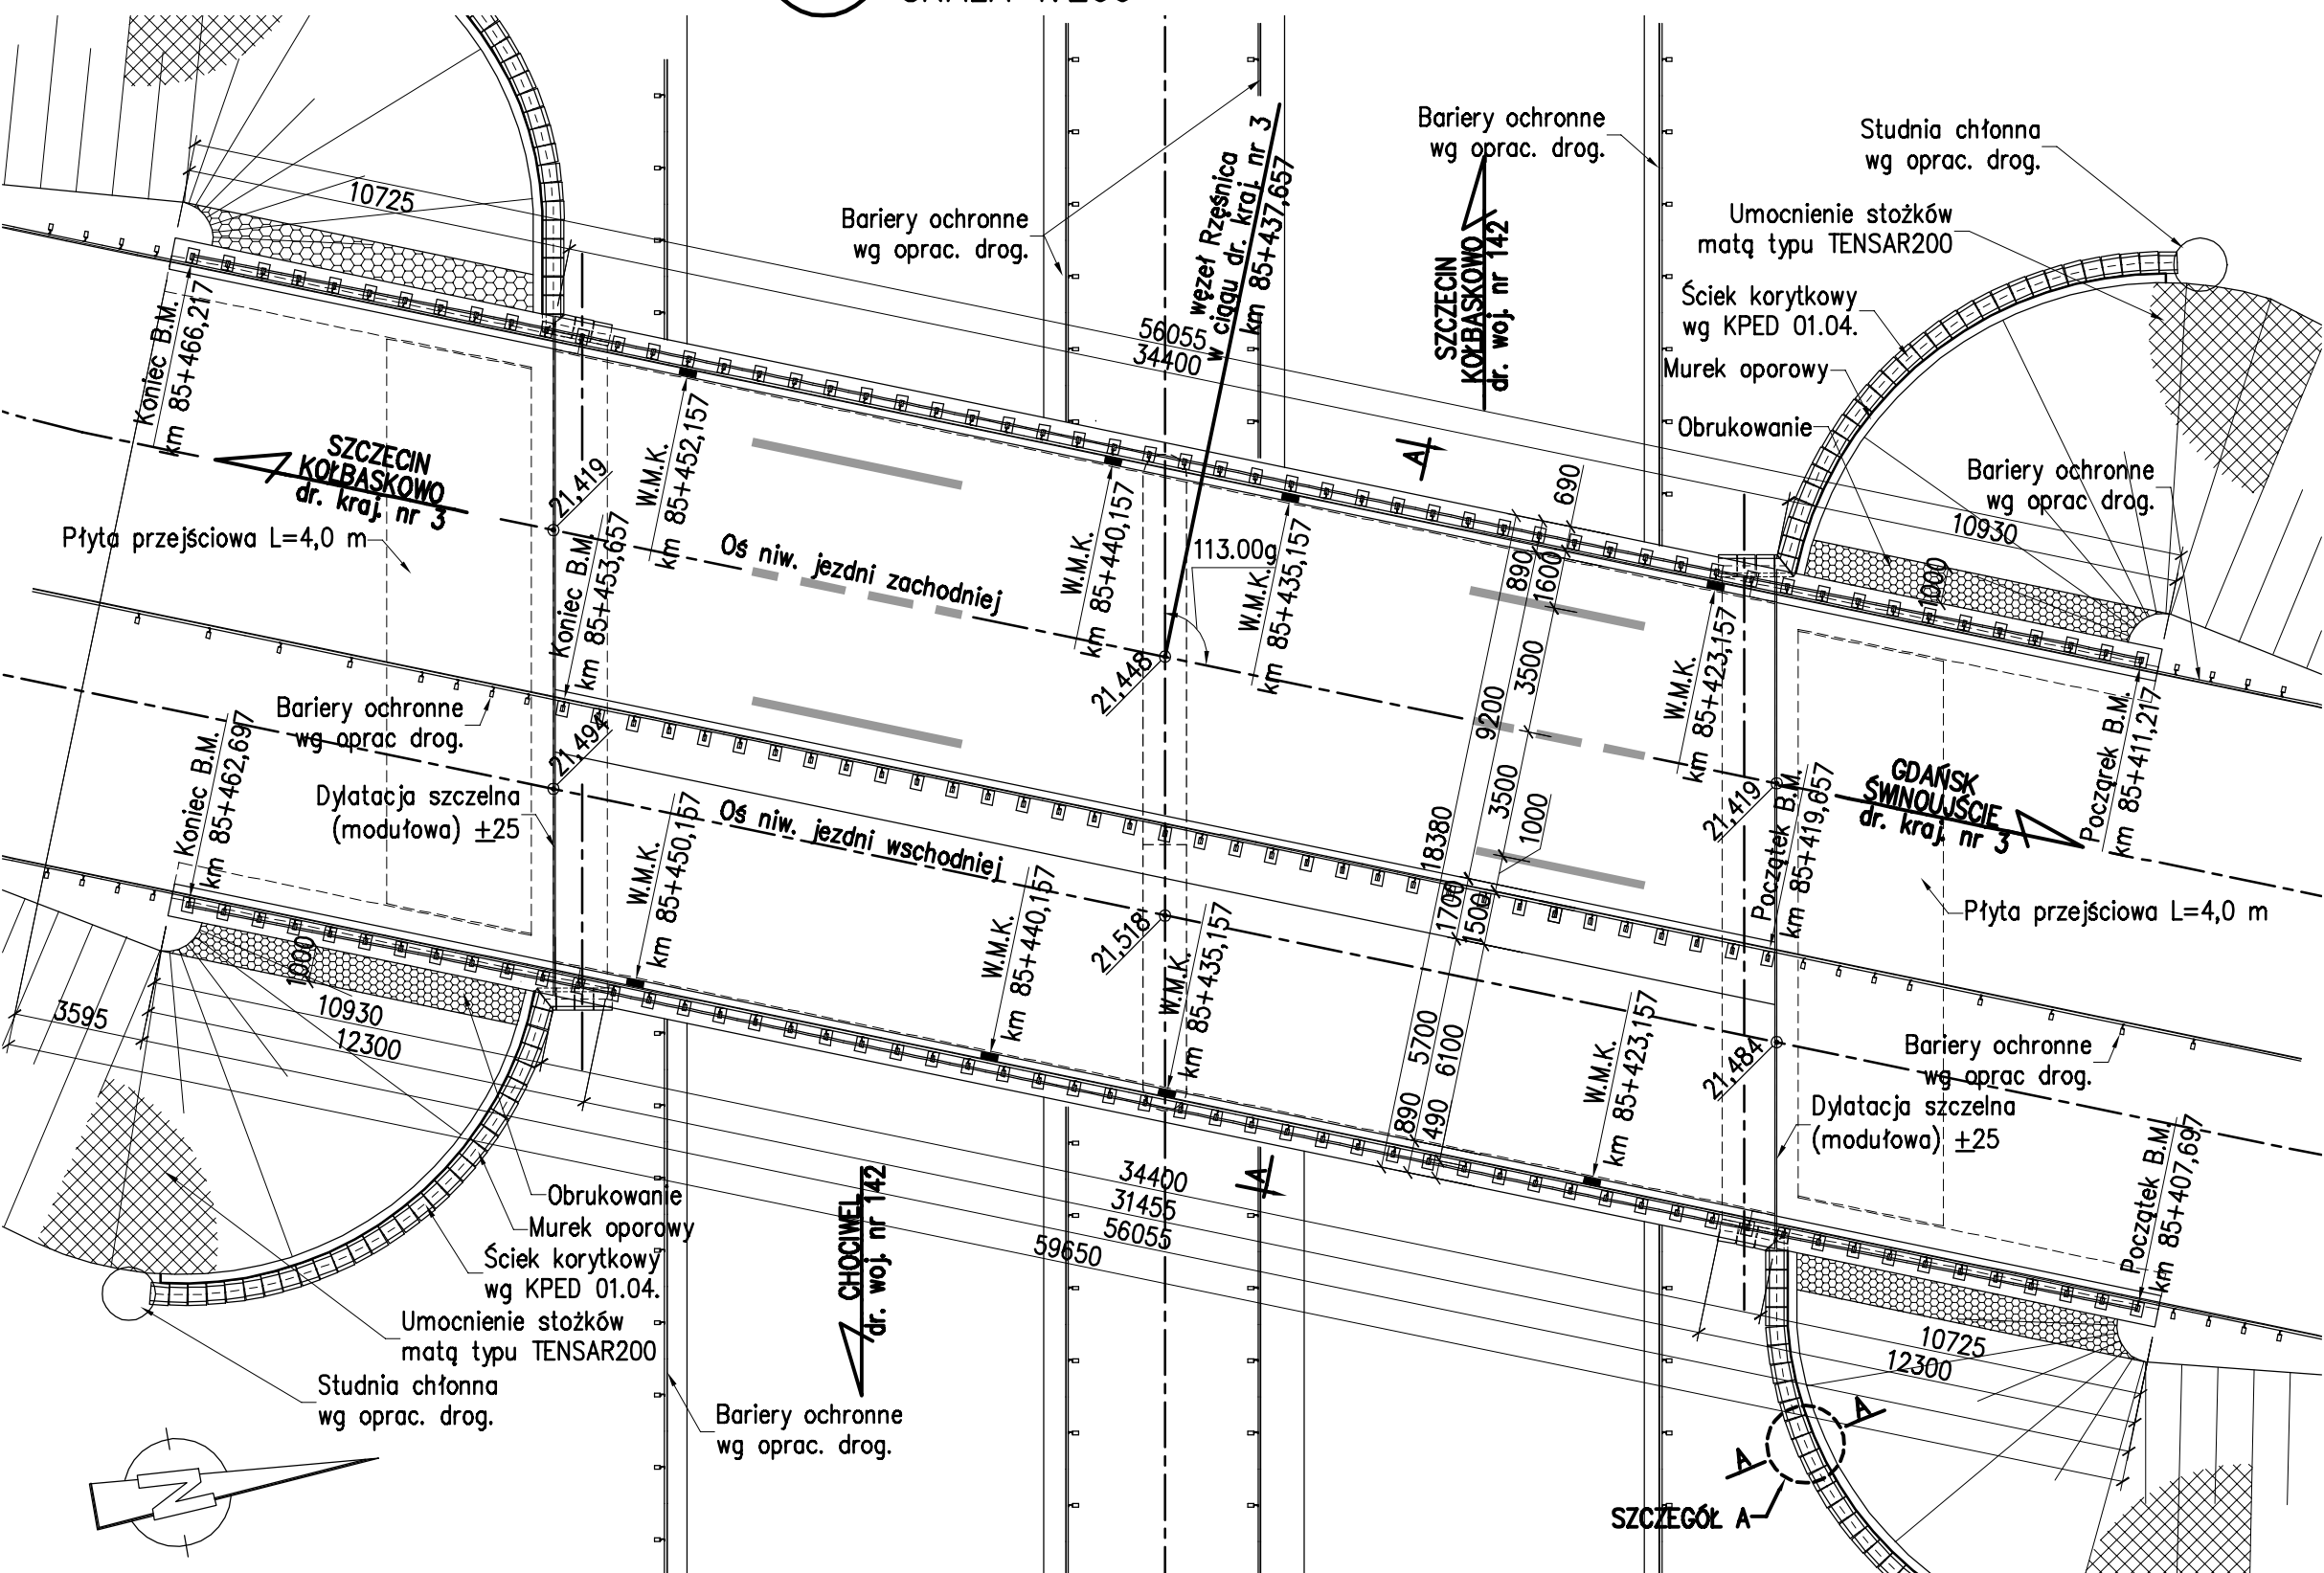 Bariery ochronne
wg oprac. drog.
Studnia chłonna
wg oprac. drog.
10725
Bariery ochronne
wg oprac. drog.
węzeł Rzęśnica
w ciągu dr. kraj. nr 3
km 85+437,657
SZCZECIN
KOŁBASKOWO
dr. woj. nr 142
Umocnienie stożków
matą typu TENSAR200
Ściek korytkowy
wg KPED 01.04.
Murek oporowy
Obrukowanie
Koniec B.M.
km 85+466,217
56055
34400
SZCZECIN
KOŁBASKOWO
dr. kraj. nr 3
21,419
W.M.K.
km 85+452,157
A
690
Bariery ochronne
wg oprac drog.
10930
1000
Płyta przejściowa L=4,0 m
Koniec B.M.
km 85+453,657
Oś niw. jezdni zachodniej
W.M.K.
km 85+440,157
113.00g
W.M.K.
km 85+435,157
890
1600
3500
9200
3500
1000
21,448
W.M.K.
km 85+423,157
Bariery ochronne
wg oprac drog.
21,494
Koniec B.M.
km 85+462,697
Dylatacja szczelna
(modułowa) ±25
Oś niw. jezdni wschodniej
W.M.K.
km 85+450,157
18380
21,419
Początek B.M.
km 85+419,657
GDAŃSK
ŚWINOUJŚCIE
dr. kraj. nr 3
Począrek B.M.
km 85+411,217
Płyta przejściowa L=4,0 m
W.M.K.
km 85+440,157
21,518
W.M.K.
km 85+435,157
1700
1500
5700
6100
890
490
W.M.K.
km 85+423,157
21,484
Bariery ochronne
wg oprac drog.
Dylatacja szczelna
(modułowa) ±25
Początek B.M.
km 85+407,697
1000
3595
10930
12300
34400
31455
56055
59650
A
Obrukowanie
Murek oporowy
Ściek korytkowy
wg KPED 01.04.
Umocnienie stożków
matą typu TENSAR200
Studnia chłonna
wg oprac. drog.
CHOCIWEL
dr. woj. nr 142
Bariery ochronne
wg oprac. drog.
10725
12300
A
A
SZCZEGÓŁ A
N